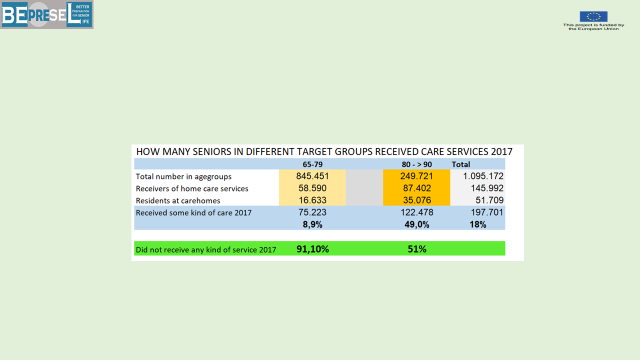 BEPRESEL BETTER PREVENTION FOR SENIOR LIFE
This project is funded by
the European Union
HOW MANY SENIORS IN DIFFERENT TARGET GROUPS RECEIVED CARE SERVICES 2017
65-79 80 - > 90 Total
Total number in agegroups 845.451 249.721 1.095.172
Receivers of home care services 58.590 87.402 145.992
Residents at carehomes 16.633 35.076 51.709
Received some kind of care 2017 75.223 122.478 197.701
8,9% 49,0% 18%
Did not receive any kind of service 2017 91,10% 51%